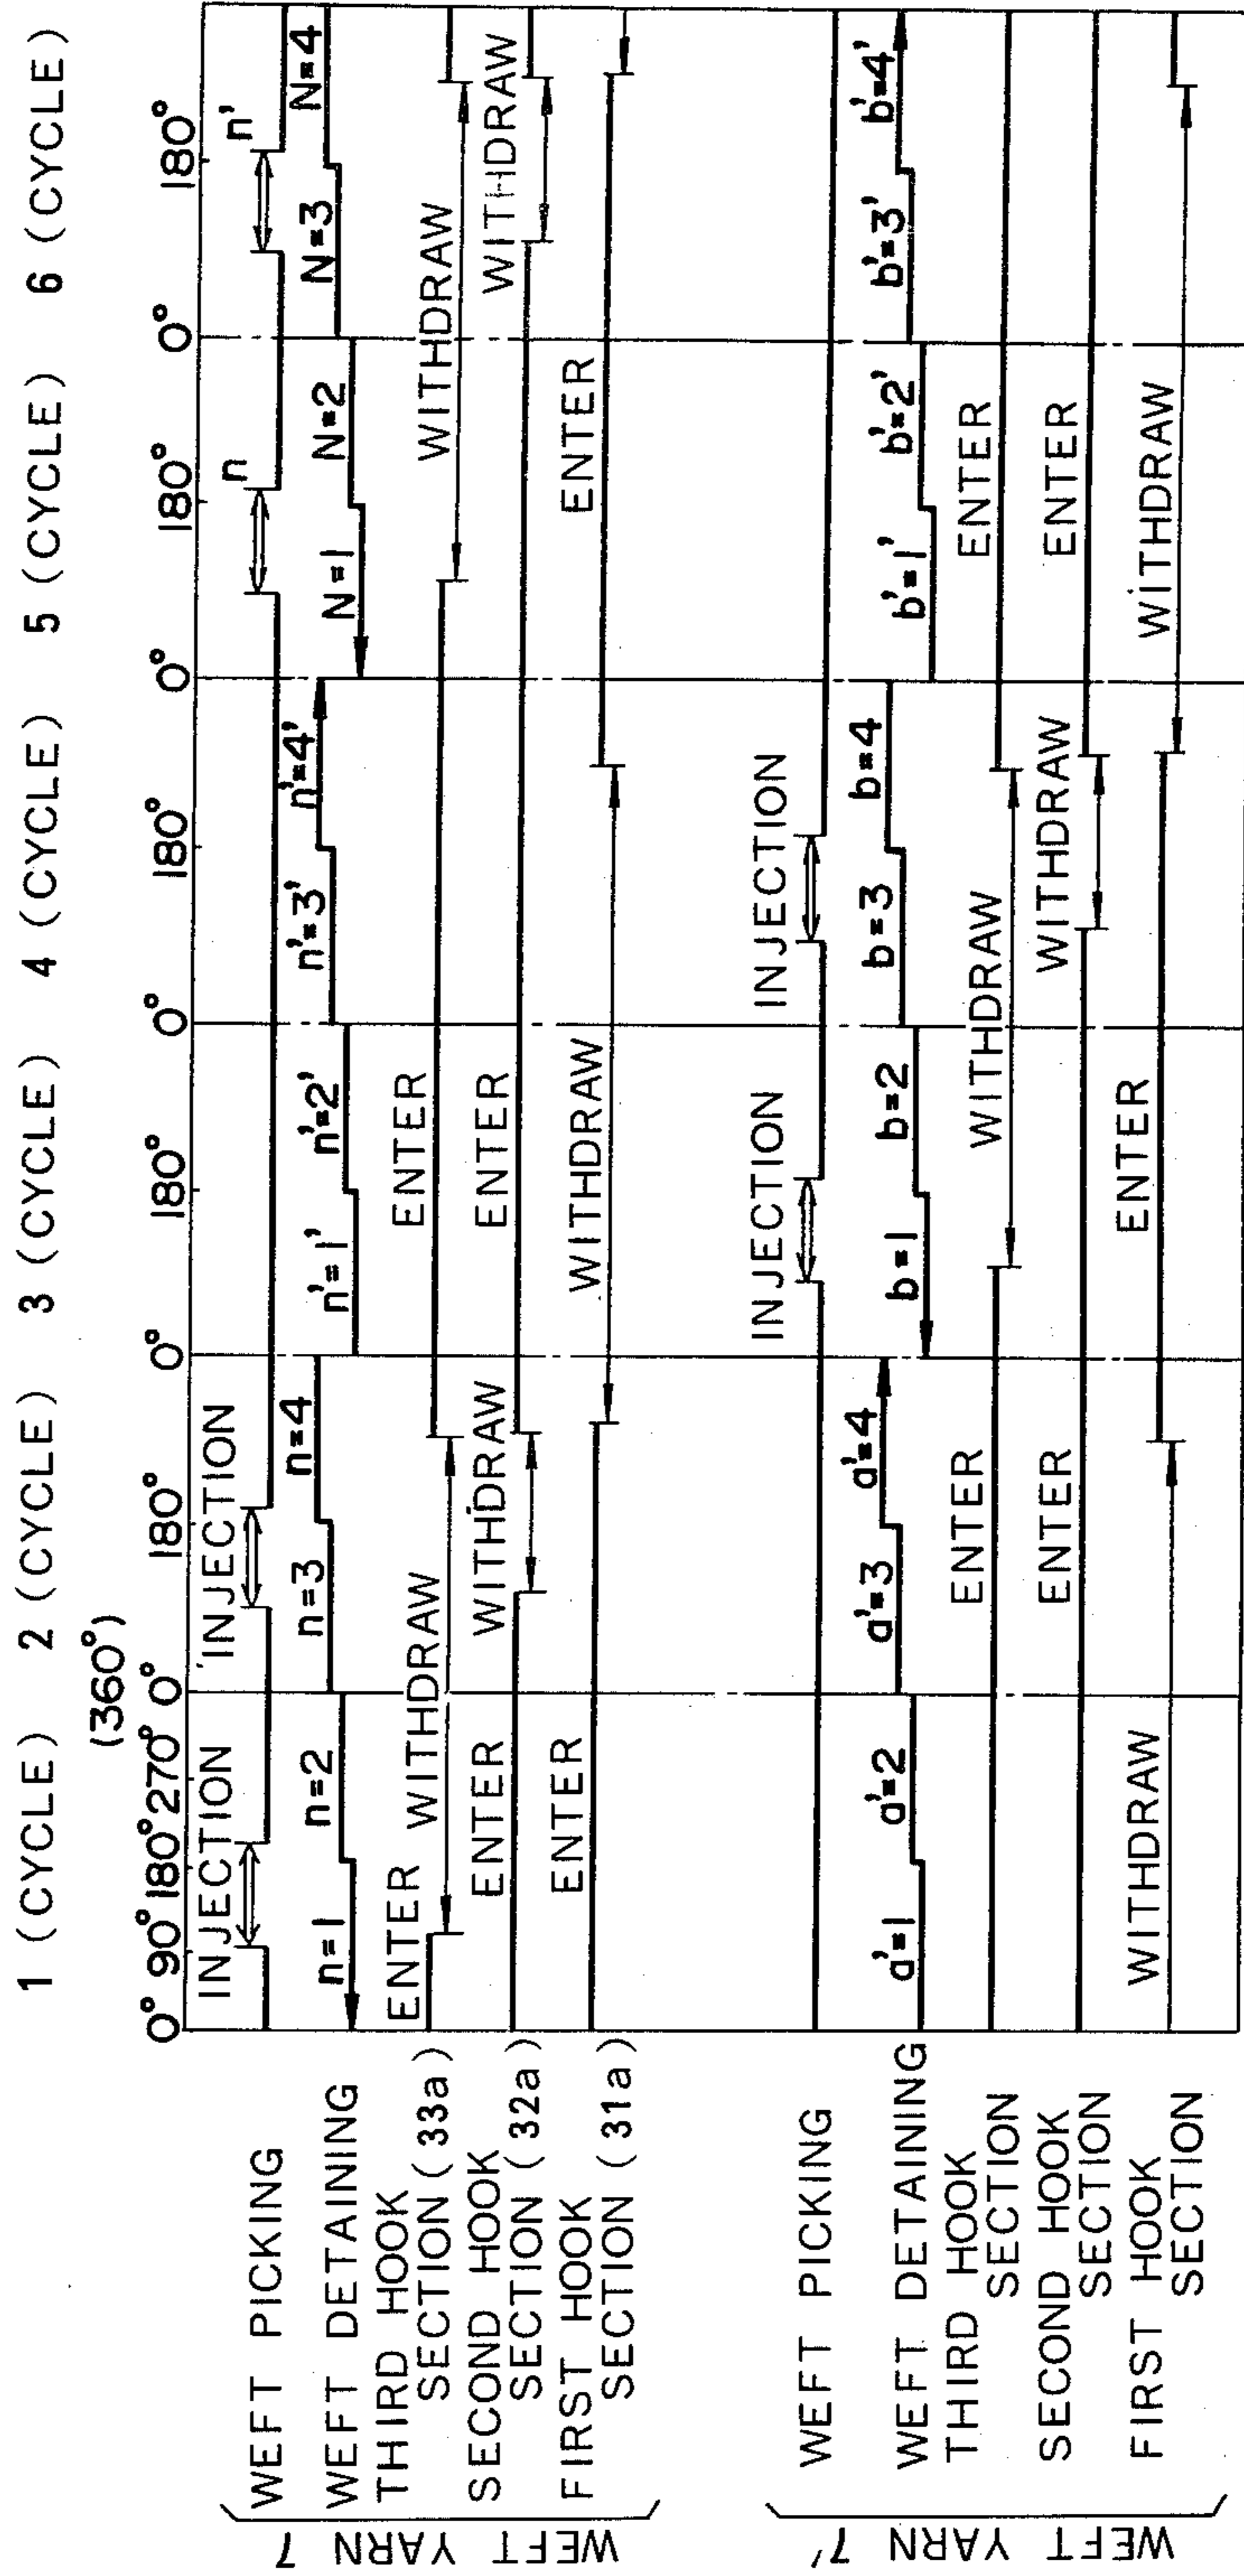 1 (CYCLE) 2 (CYCLE) 3 (CYCLE) 4 (CYCLE) 5 (CYCLE) 6 (CYCLE)
(360°)
0° 90° 180° 270° 0° 180° 0° 180° 0° 180° 0° 180° 0° 180°
WEFT YARN 7
WEFT PICKING
INJECTION INJECTION n n'
WEFT DETAINING
n=1 n=2 n=3 n=4 n'=1' n'=2' n'=3' n'=4' N=1 N=2 N=3 N=4
THIRD HOOK
SECTION (33a)
ENTER WITHDRAW ENTER WITHDRAW
SECOND HOOK
SECTION (32a)
ENTER WITHDRAW ENTER WITHDRAW
FIRST HOOK
SECTION (31a)
ENTER WITHDRAW ENTER
WEFT YARN 7'
WEFT PICKING
INJECTION INJECTION
WEFT DETAINING
a'=1 a'=2 a'=3 a'=4 b=1 b=2 b=3 b=4 b'=1' b'=2' b'=3' b'=4'
THIRD HOOK
SECTION
ENTER WITHDRAW ENTER
SECOND HOOK
SECTION
ENTER WITHDRAW ENTER
FIRST HOOK
SECTION
WITHDRAW ENTER WITHDRAW